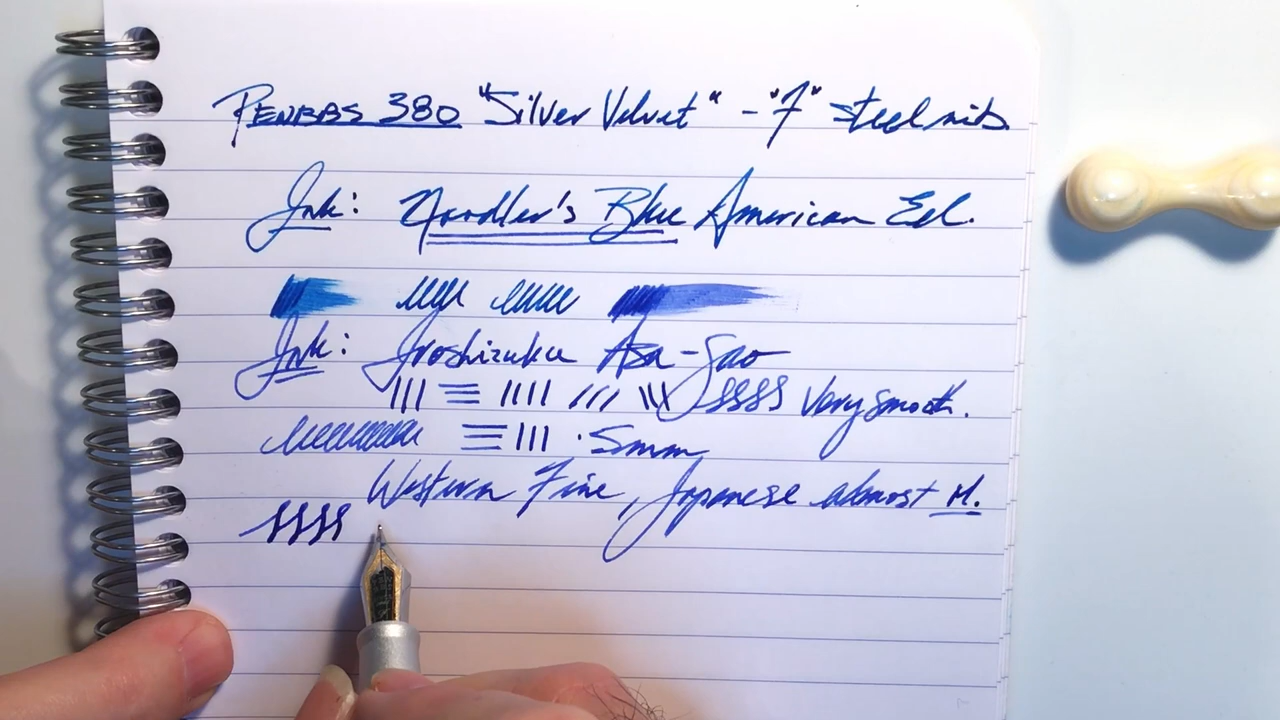 PENBBS 380 "Silver Velvet" - "F" steel nib.
Ink: Noodler's Blue American Ed.
Ink: Iroshizuku Asa-Gao
Very smooth.
.5mm
Western Fine, Japanese almost M.